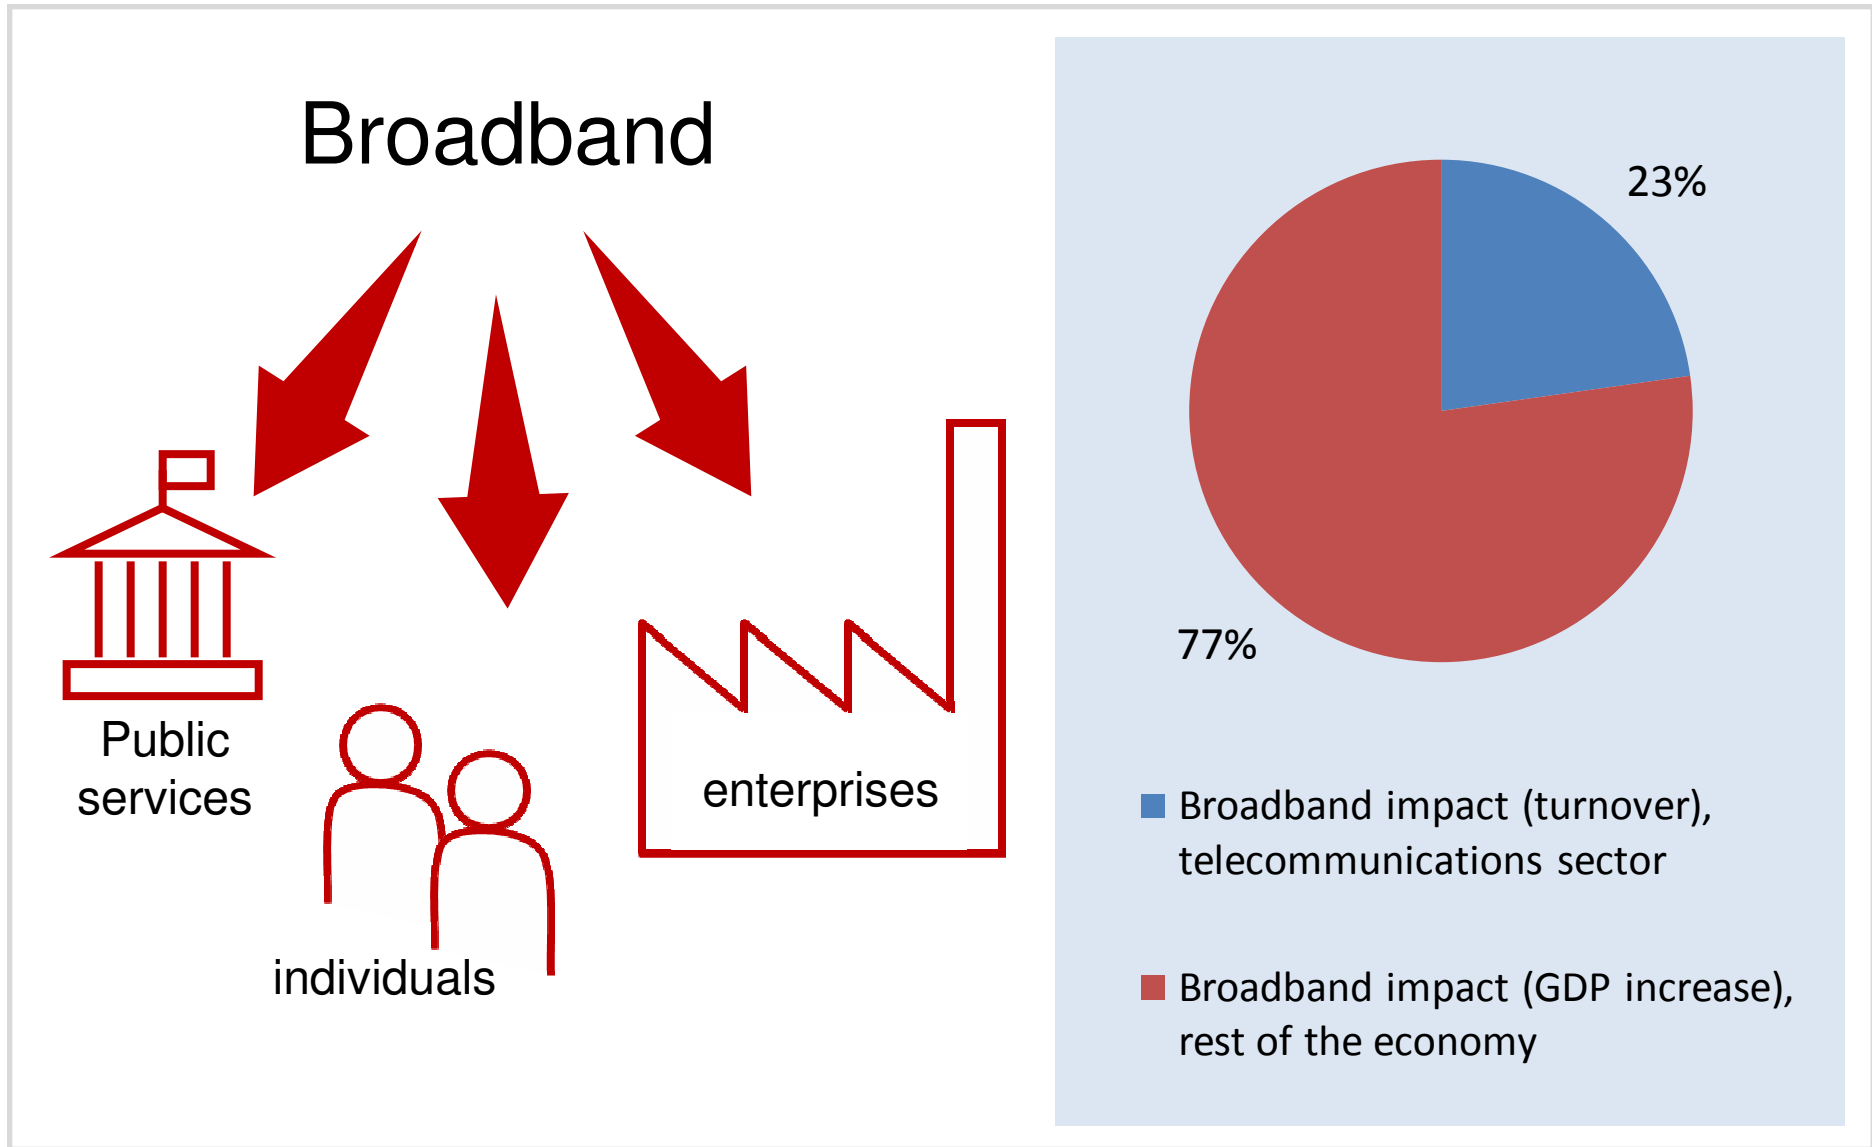 Broadband
Public
services
individuals
enterprises
23%
77%
Broadband impact (turnover),
telecommunications sector
Broadband impact (GDP increase),
rest of the economy